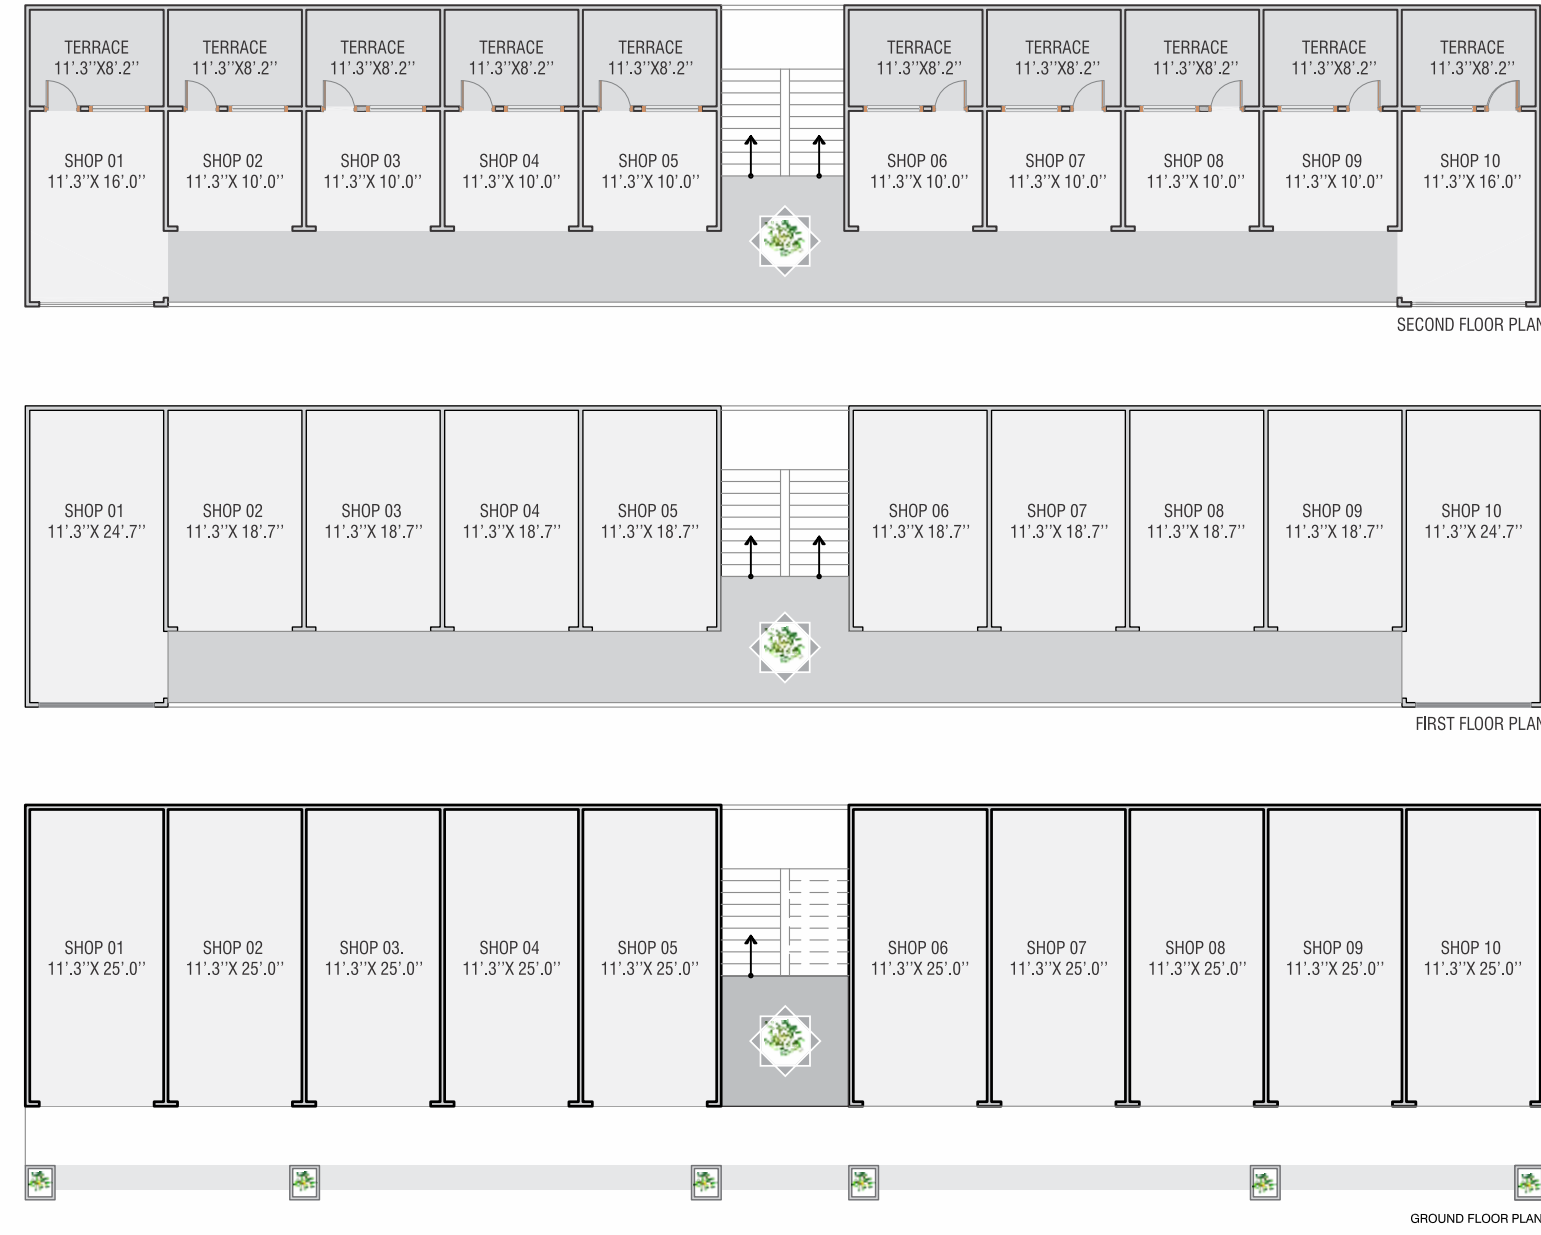 TERRACE TERRACE TERRACE TERRACE TERRACE TERRACE TERRACE TERRACE TERRACE TERRACE
11'.3''X8'.2'' 11'.3''X8'.2'' 11'.3''X8'.2'' 11'.3''X8'.2'' 11'.3''X8'.2'' 11'.3''X8'.2'' 11'.3''X8'.2'' 11'.3''X8'.2'' 11'.3''X8'.2'' 11'.3''X8'.2''
SHOP 01 SHOP 02 SHOP 03 SHOP 04 SHOP 05 SHOP 06 SHOP 07 SHOP 08 SHOP 09 SHOP 10
11'.3''X 16'.0'' 11'.3''X 10'.0'' 11'.3''X 10'.0'' 11'.3''X 10'.0'' 11'.3''X 10'.0'' 11'.3''X 10'.0'' 11'.3''X 10'.0'' 11'.3''X 10'.0'' 11'.3''X 10'.0'' 11'.3''X 16'.0''
SECOND FLOOR PLAN
SHOP 01 SHOP 02 SHOP 03 SHOP 04 SHOP 05 SHOP 06 SHOP 07 SHOP 08 SHOP 09 SHOP 10
11'.3''X 24'.7'' 11'.3''X 18'.7'' 11'.3''X 18'.7'' 11'.3''X 18'.7'' 11'.3''X 18'.7'' 11'.3''X 18'.7'' 11'.3''X 18'.7'' 11'.3''X 18'.7'' 11'.3''X 18'.7'' 11'.3''X 24'.7''
FIRST FLOOR PLAN
SHOP 01 SHOP 02 SHOP 03. SHOP 04 SHOP 05 SHOP 06 SHOP 07 SHOP 08 SHOP 09 SHOP 10
11'.3''X 25'.0'' 11'.3''X 25'.0'' 11'.3''X 25'.0'' 11'.3''X 25'.0'' 11'.3''X 25'.0'' 11'.3''X 25'.0'' 11'.3''X 25'.0'' 11'.3''X 25'.0'' 11'.3''X 25'.0'' 11'.3''X 25'.0''
GROUND FLOOR PLAN